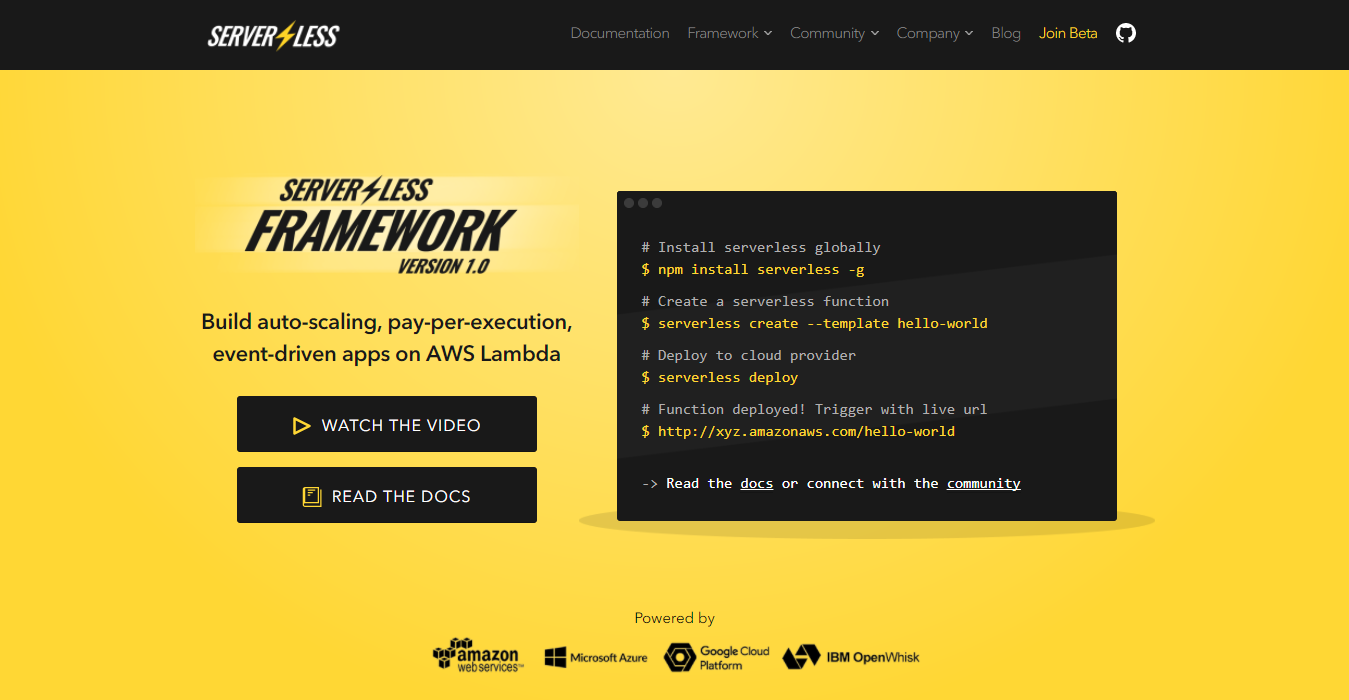 SERVERLESS
Documentation Framework Community Company Blog Join Beta
SERVERLESS
FRAMEWORK
VERSION 1.0
Build auto-scaling, pay-per-execution,
event-driven apps on AWS Lambda
WATCH THE VIDEO
READ THE DOCS
# Install serverless globally
$ npm install serverless -g
# Create a serverless function
$ serverless create --template hello-world
# Deploy to cloud provider
$ serverless deploy
# Function deployed! Trigger with live url
$ http://xyz.amazonaws.com/hello-world
-> Read the docs or connect with the community
Powered by
amazon
web services™
Microsoft Azure
Google Cloud
Platform
IBM OpenWhisk